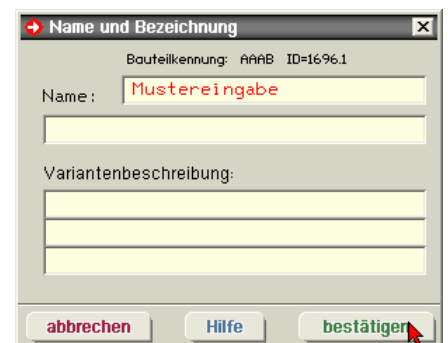 Name und Bezeichnung
Bauteilkennung: AAAB ID=1696.1
Name: Mustereingabe
Variantenbeschreibung:
abbrechen Hilfe bestätigen